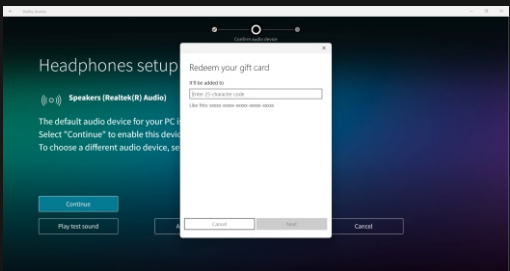 Dolby Access
Confirm audio device
Headphones setup
Speakers (Realtek(R) Audio)
The default audio device for your PC i
Select "Continue" to enable this devic
To choose a different audio device, se
Continue
Play test sound
A
Cancel
Redeem your gift card
It'll be added to
Enter 25-character code
Like this: xxxxx-xxxxx-xxxxx-xxxxx-xxxxx
Cancel
Next